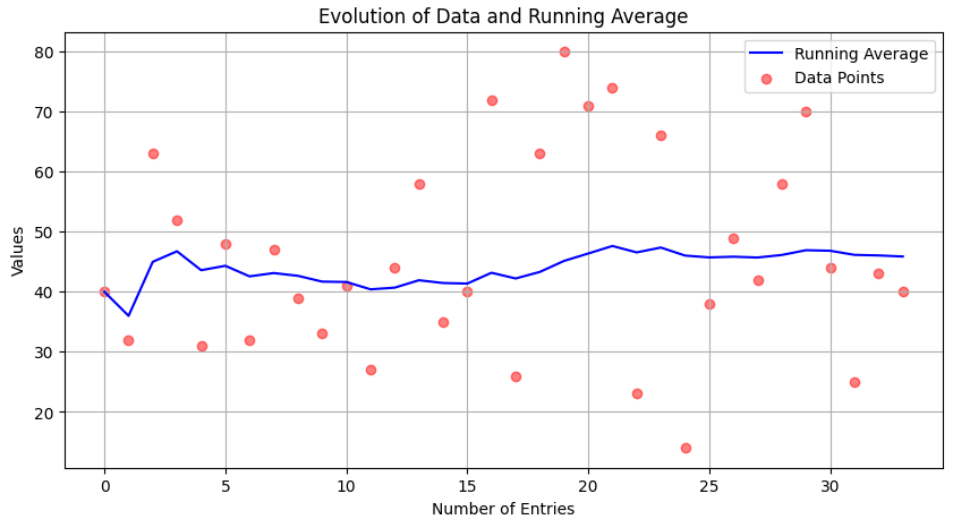 Evolution of Data and Running Average
Running Average
Data Points
Values
80
70
60
50
40
30
20
0 5 10 15 20 25 30
Number of Entries